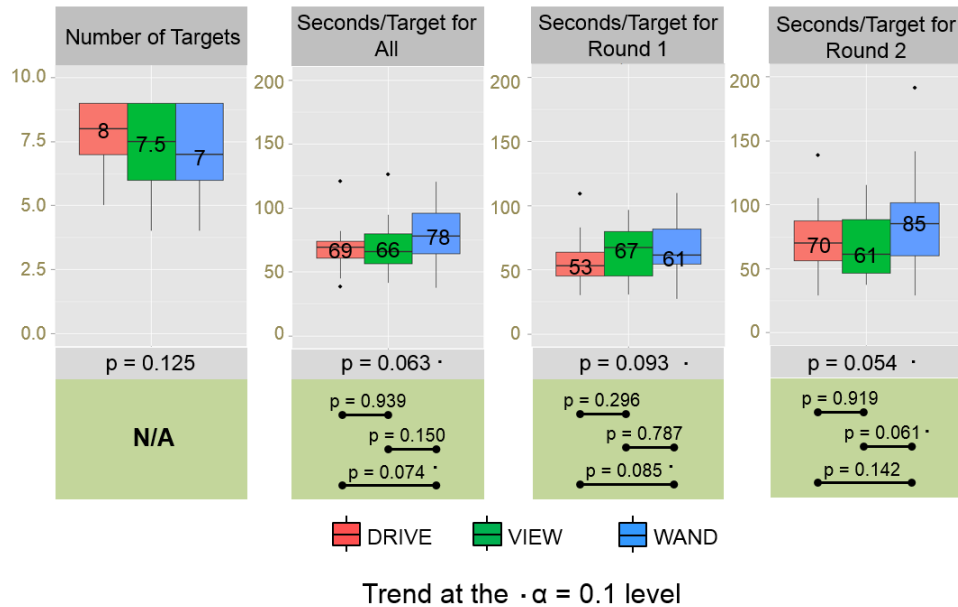 Number of Targets
10.0
7.5
5.0
2.5
0.0
8
7.5
7
p = 0.125
N/A
Seconds/Target for
All
200
150
100
50
0
69
66
78
p = 0.063 ·
p = 0.939
p = 0.150
p = 0.074 ·
Seconds/Target for
Round 1
200
150
100
50
0
53
67
61
p = 0.093 ·
p = 0.296
p = 0.787
p = 0.085 ·
Seconds/Target for
Round 2
200
150
100
50
0
70
61
85
p = 0.054 ·
p = 0.919
p = 0.061 ·
p = 0.142
DRIVE VIEW WAND
Trend at the · α = 0.1 level